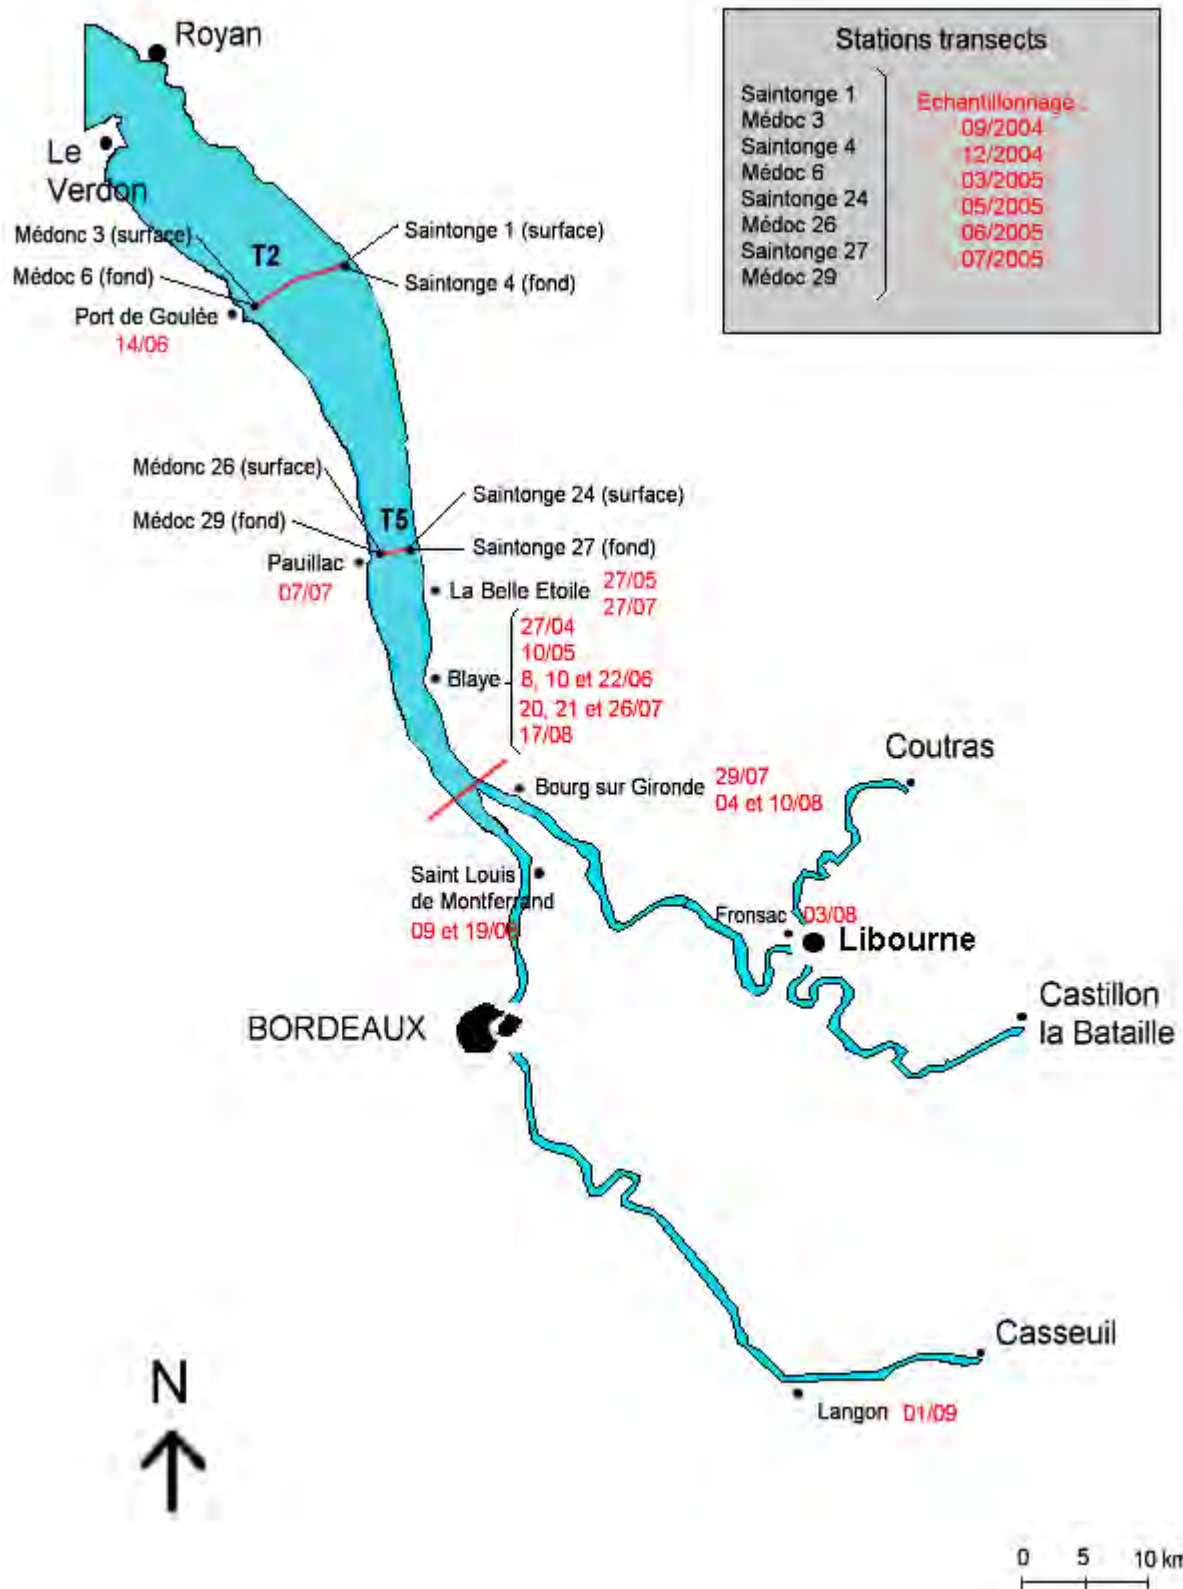 Royan
Stations transects
Saintonge 1
Médoc 3
Saintonge 4
Médoc 6
Saintonge 24
Médoc 26
Saintonge 27
Médoc 29
Echantillonnage :
09/2004
12/2004
03/2005
05/2005
06/2005
07/2005
Le
Verdon
Médonc 3 (surface)
T2
Saintonge 1 (surface)
Médoc 6 (fond)
Saintonge 4 (fond)
Port de Goulée
14/06
Médonc 26 (surface)
Saintonge 24 (surface)
Médoc 29 (fond)
T5
Saintonge 27 (fond)
Pauillac
07/07
La Belle Etoile
27/05
27/07
Blaye
27/04
10/05
8, 10 et 22/06
20, 21 et 26/07
17/08
Coutras
Bourg sur Gironde
29/07
04 et 10/08
Saint Louis
de Montferrand
09 et 19/08
Fronsac
03/08
Libourne
Castillon
la Bataille
BORDEAUX
Casseuil
Langon
01/09
N
0 5 10 km